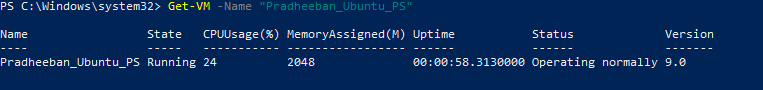 PS C:\Windows\system32> Get-VM -Name "Pradheeban_Ubuntu_PS"
Name State CPUUsage(%) MemoryAssigned(M) Uptime Status Version
---- ----- ----------- ----------------- ------ ------ -------
Pradheeban_Ubuntu_PS Running 24 2048 00:00:58.3130000 Operating normally 9.0